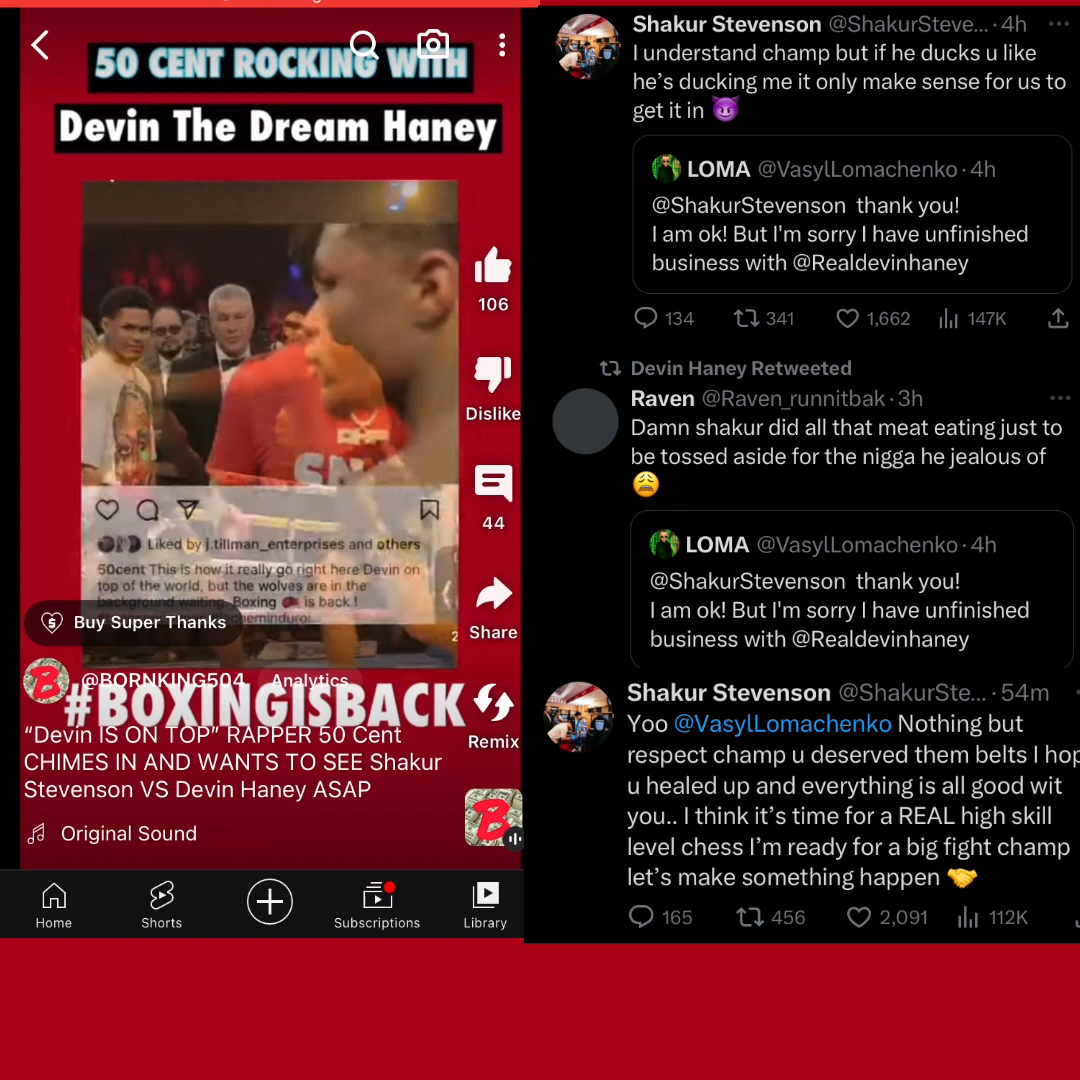 50 CENT ROCKING WITH
Devin The Dream Haney
106
Dislike
44
Share
Remix
Liked by j.tillman_enterprises and others
50cent This is how it really go right here Devin on
top of the world, but the wolves are in the
background waiting. Boxing 🥊 is back !
Buy Super Thanks
@BORNKING504 Analytics
#BOXINGISBACK
“Devin IS ON TOP” RAPPER 50 Cent
CHIMES IN AND WANTS TO SEE Shakur
Stevenson VS Devin Haney ASAP
Original Sound
Home
Shorts
Subscriptions
Library
Shakur Stevenson @ShakurSteve... · 4h
I understand champ but if he ducks u like
he’s ducking me it only make sense for us to
get it in 😈
LOMA @VasylLomachenko · 4h
@ShakurStevenson thank you!
I am ok! But I'm sorry I have unfinished
business with @Realdevinhaney
134 341 1,662 147K
Devin Haney Retweeted
Raven @Raven_runnitbak · 3h
Damn shakur did all that meat eating just to
be tossed aside for the nigga he jealous of
😩
LOMA @VasylLomachenko · 4h
@ShakurStevenson thank you!
I am ok! But I'm sorry I have unfinished
business with @Realdevinhaney
Shakur Stevenson @ShakurSte... · 54m
Yoo @VasylLomachenko Nothing but
respect champ u deserved them belts I hop
u healed up and everything is all good wit
you.. I think it’s time for a REAL high skill
level chess I’m ready for a big fight champ
let’s make something happen 🤝
165 456 2,091 112K